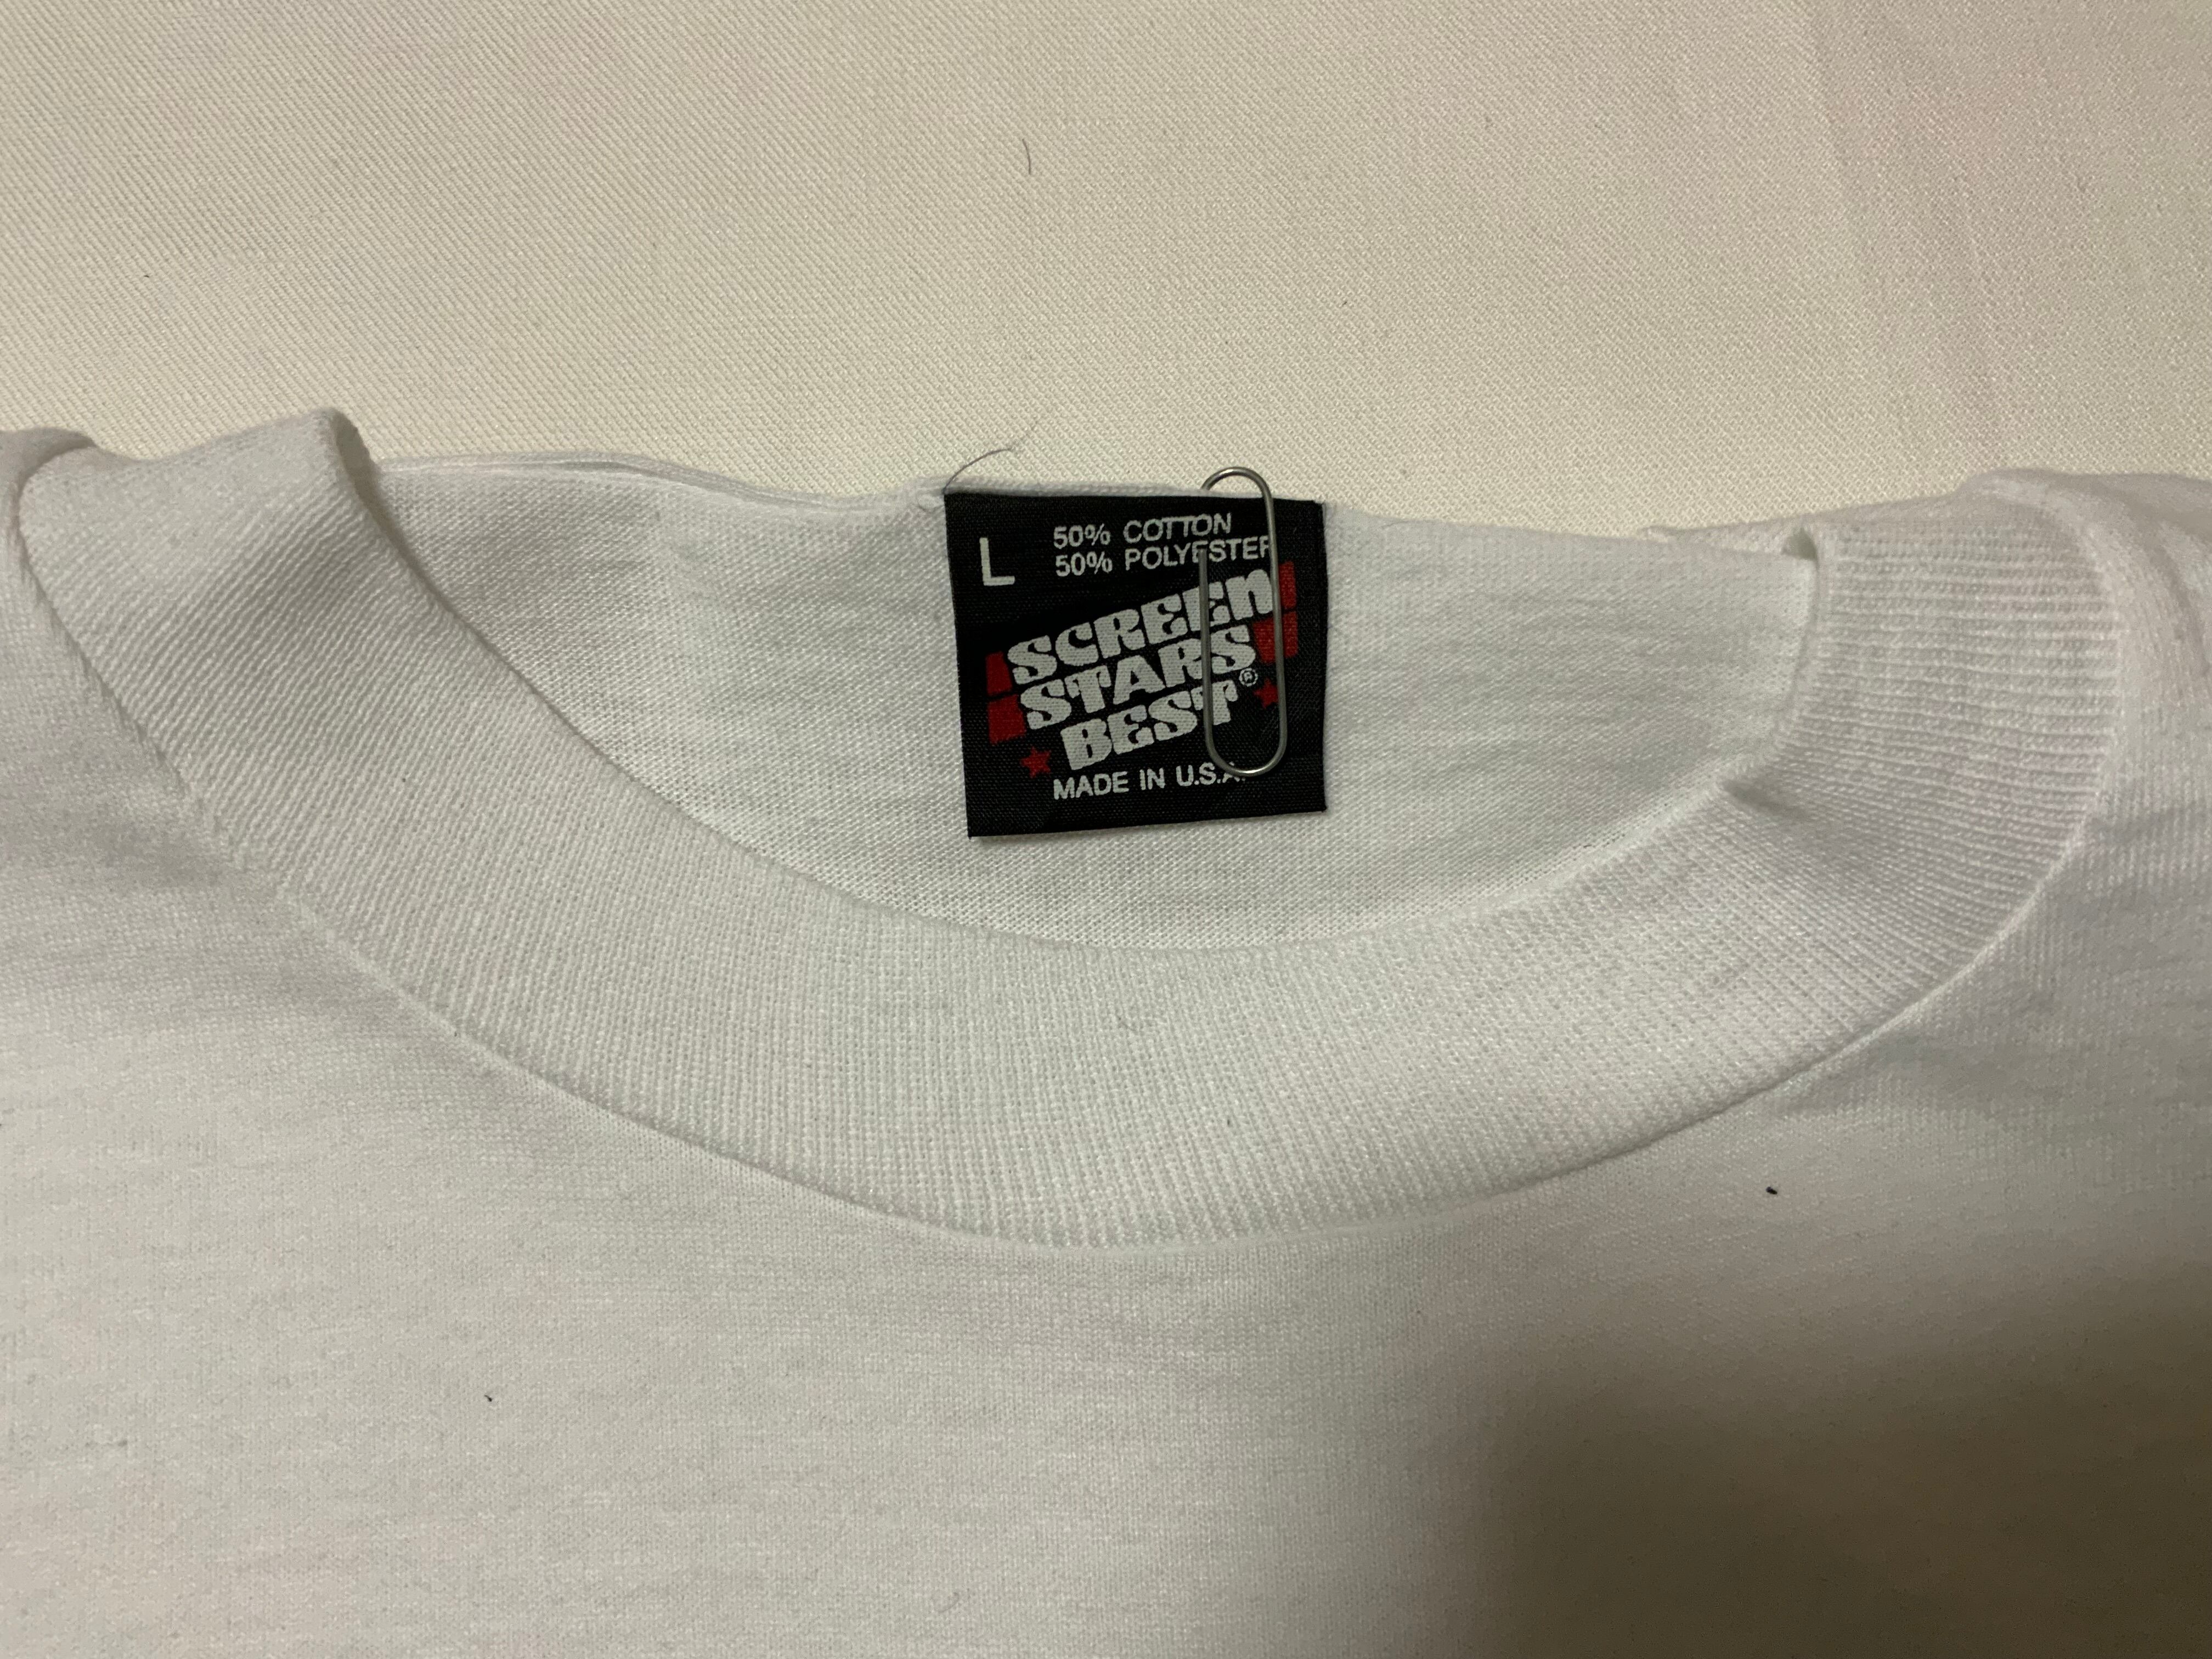 L
50% COTTON
50% POLYESTER
SCREEN
STARS
BEST®
MADE IN U.S.A.